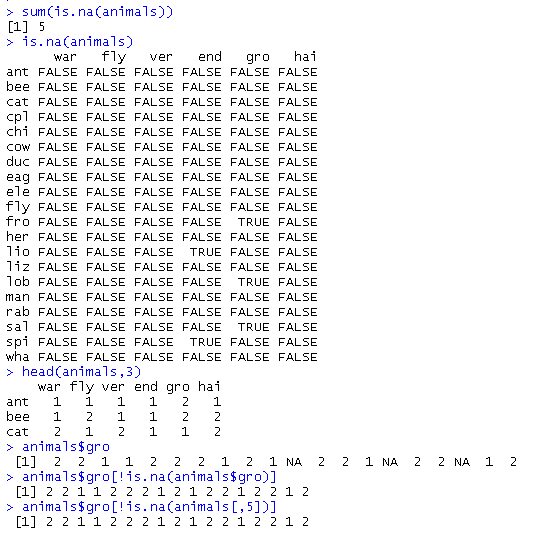 > sum(is.na(animals))
[1] 5
> is.na(animals)
      war   fly   ver   end   gro   hai
ant FALSE FALSE FALSE FALSE FALSE FALSE
bee FALSE FALSE FALSE FALSE FALSE FALSE
cat FALSE FALSE FALSE FALSE FALSE FALSE
cpl FALSE FALSE FALSE FALSE FALSE FALSE
chi FALSE FALSE FALSE FALSE FALSE FALSE
cow FALSE FALSE FALSE FALSE FALSE FALSE
duc FALSE FALSE FALSE FALSE FALSE FALSE
eag FALSE FALSE FALSE FALSE FALSE FALSE
ele FALSE FALSE FALSE FALSE FALSE FALSE
fly FALSE FALSE FALSE FALSE FALSE FALSE
fro FALSE FALSE FALSE FALSE  TRUE FALSE
her FALSE FALSE FALSE FALSE FALSE FALSE
lio FALSE FALSE FALSE  TRUE FALSE FALSE
liz FALSE FALSE FALSE FALSE FALSE FALSE
lob FALSE FALSE FALSE FALSE  TRUE FALSE
man FALSE FALSE FALSE FALSE FALSE FALSE
rab FALSE FALSE FALSE FALSE FALSE FALSE
sal FALSE FALSE FALSE FALSE  TRUE FALSE
spi FALSE FALSE FALSE  TRUE FALSE FALSE
wha FALSE FALSE FALSE FALSE FALSE FALSE
> head(animals,3)
    war fly ver end gro hai
ant   1   1   1   1   2   1
bee   1   2   1   1   2   2
cat   2   1   2   1   1   2
> animals$gro
 [1]  2  2  1  1  2  2  2  1  2  1 NA  2  2  1 NA  2  2 NA  1  2
> animals$gro[!is.na(animals$gro)]
 [1] 2 2 1 1 2 2 2 1 2 1 2 2 1 2 2 1 2
> animals$gro[!is.na(animals[,5])]
 [1] 2 2 1 1 2 2 2 1 2 1 2 2 1 2 2 1 2